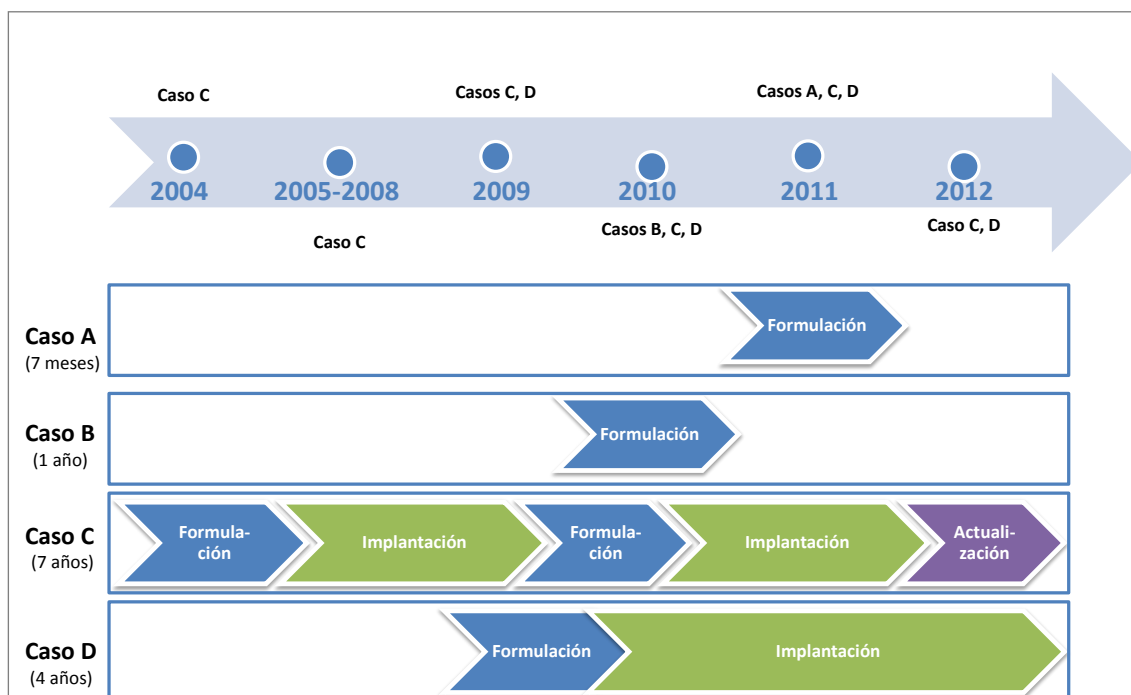 Caso C
Casos C, D
Casos A, C, D
2004
2005-2008
2009
2010
2011
2012
Caso C
Casos B, C, D
Caso C, D
Caso A
(7 meses)
Formulación
Caso B
(1 año)
Formulación
Caso C
(7 años)
Formula-
ción
Implantación
Formula-
ción
Implantación
Actuali-
zación
Caso D
(4 años)
Formulación
Implantación